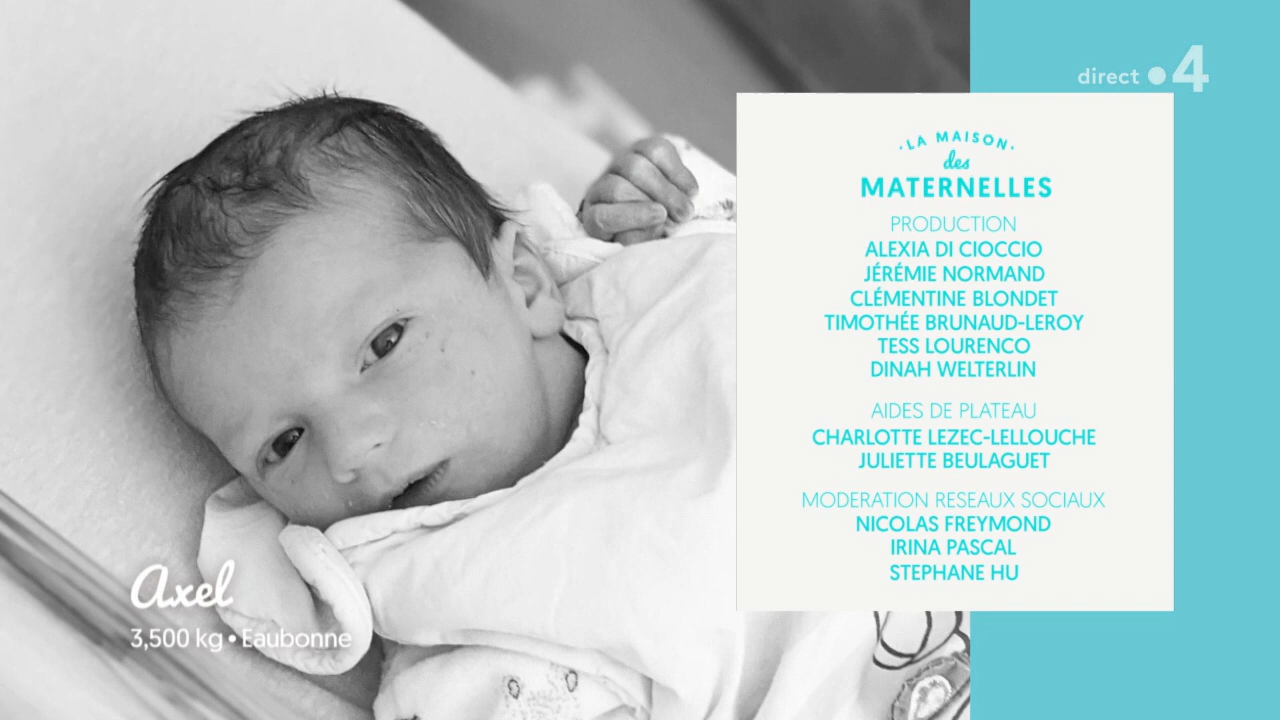 direct 4
·LA MAISON·
des
MATERNELLES
PRODUCTION
ALEXIA DI CIOCCIO
JÉRÉMIE NORMAND
CLÉMENTINE BLONDET
TIMOTHÉE BRUNAUD-LEROY
TESS LOURENCO
DINAH WELTERLIN
AIDES DE PLATEAU
CHARLOTTE LEZEC-LELLOUCHE
JULIETTE BEULAGUET
MODERATION RESEAUX SOCIAUX
NICOLAS FREYMOND
IRINA PASCAL
STEPHANE HU
Axel
3,500 kg • Eaubonne